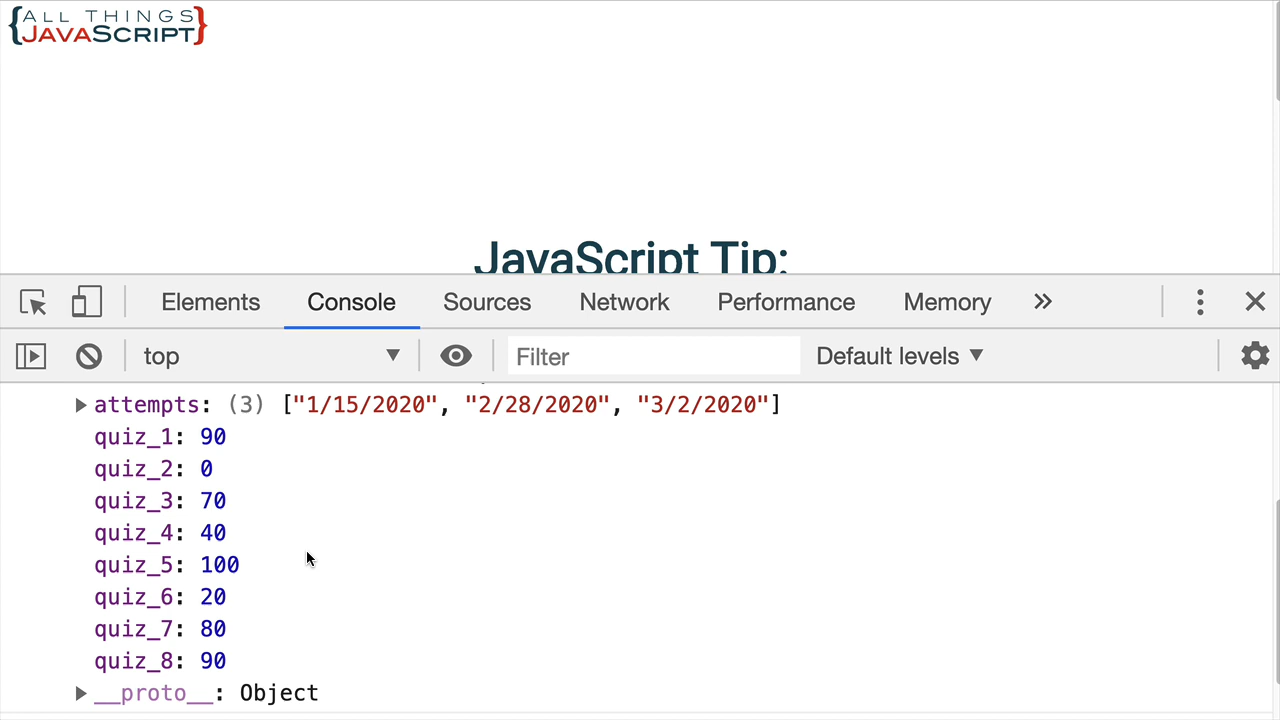 {ALL THINGS
JAVASCRIPT}
JavaScript Tip:
Elements Console Sources Network Performance Memory »
top ▼ Filter Default levels ▼
▶ attempts: (3) ["1/15/2020", "2/28/2020", "3/2/2020"]
quiz_1: 90
quiz_2: 0
quiz_3: 70
quiz_4: 40
quiz_5: 100
quiz_6: 20
quiz_7: 80
quiz_8: 90
▶ __proto__: Object